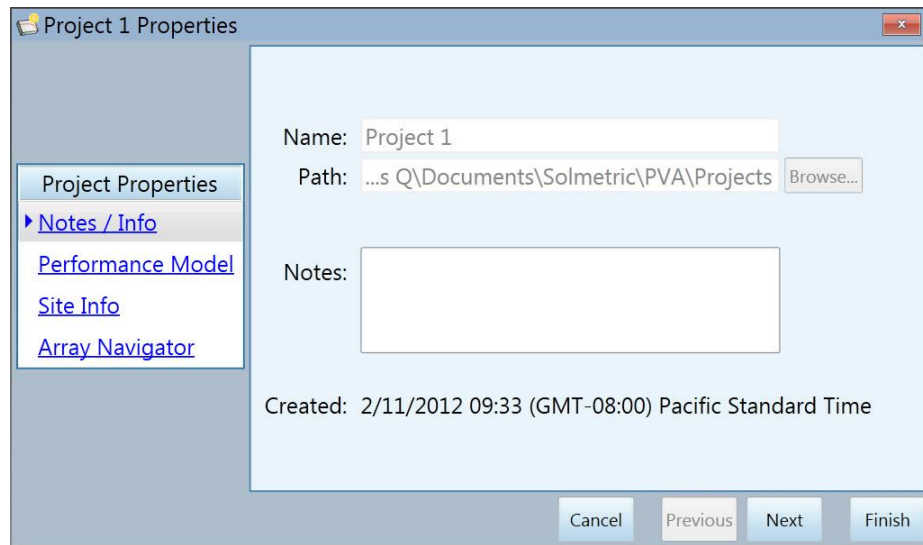 Project 1 Properties
x
Project Properties
Notes / Info
Performance Model
Site Info
Array Navigator
Name: Project 1
Path: ...s Q\Documents\Solmetric\PVA\Projects Browse...
Notes:
Created: 2/11/2012 09:33 (GMT-08:00) Pacific Standard Time
Cancel Previous Next Finish